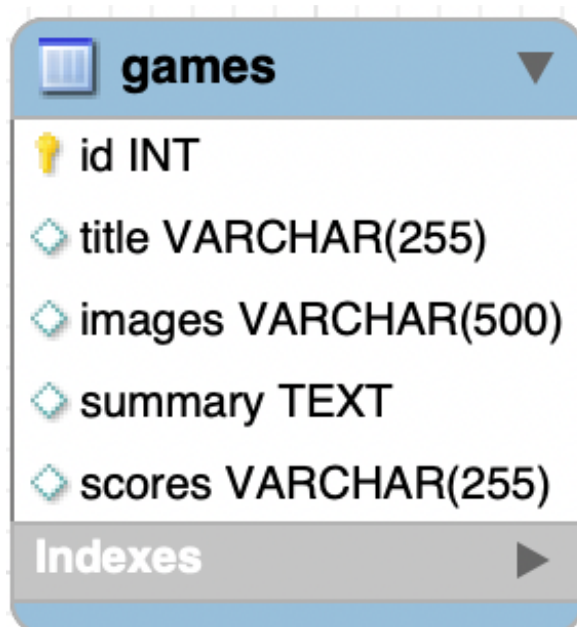 games
id INT
title VARCHAR(255)
images VARCHAR(500)
summary TEXT
scores VARCHAR(255)
Indexes